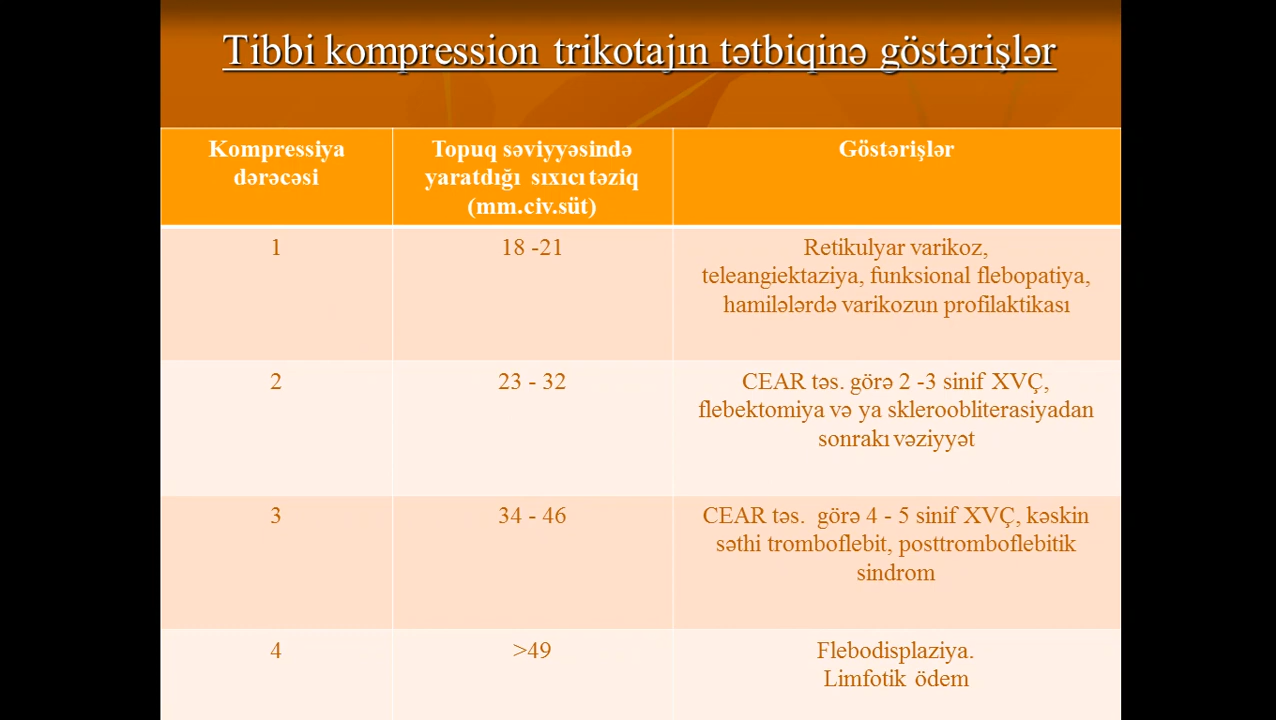 Tibbi kompression trikotajın tətbiqinə göstərişlər
Kompressiya
dərəcəsi
Topuq səviyyəsində
yaratdığı sıxıcı təziq
(mm.civ.süt)
Göstərişlər
1
18 -21
Retikulyar varikoz,
teleangiektaziya, funksional flebopatiya,
hamilələrdə varikozun profilaktikası
2
23 - 32
CEAR təs. görə 2 -3 sinif XVÇ,
flebektomiya və ya skleroobliterasiyadan
sonrakı vəziyyət
3
34 - 46
CEAR təs. görə 4 - 5 sinif XVÇ, kəskin
səthi tromboflebit, posttromboflebitik
sindrom
4
>49
Flebodisplaziya.
Limfotik ödem